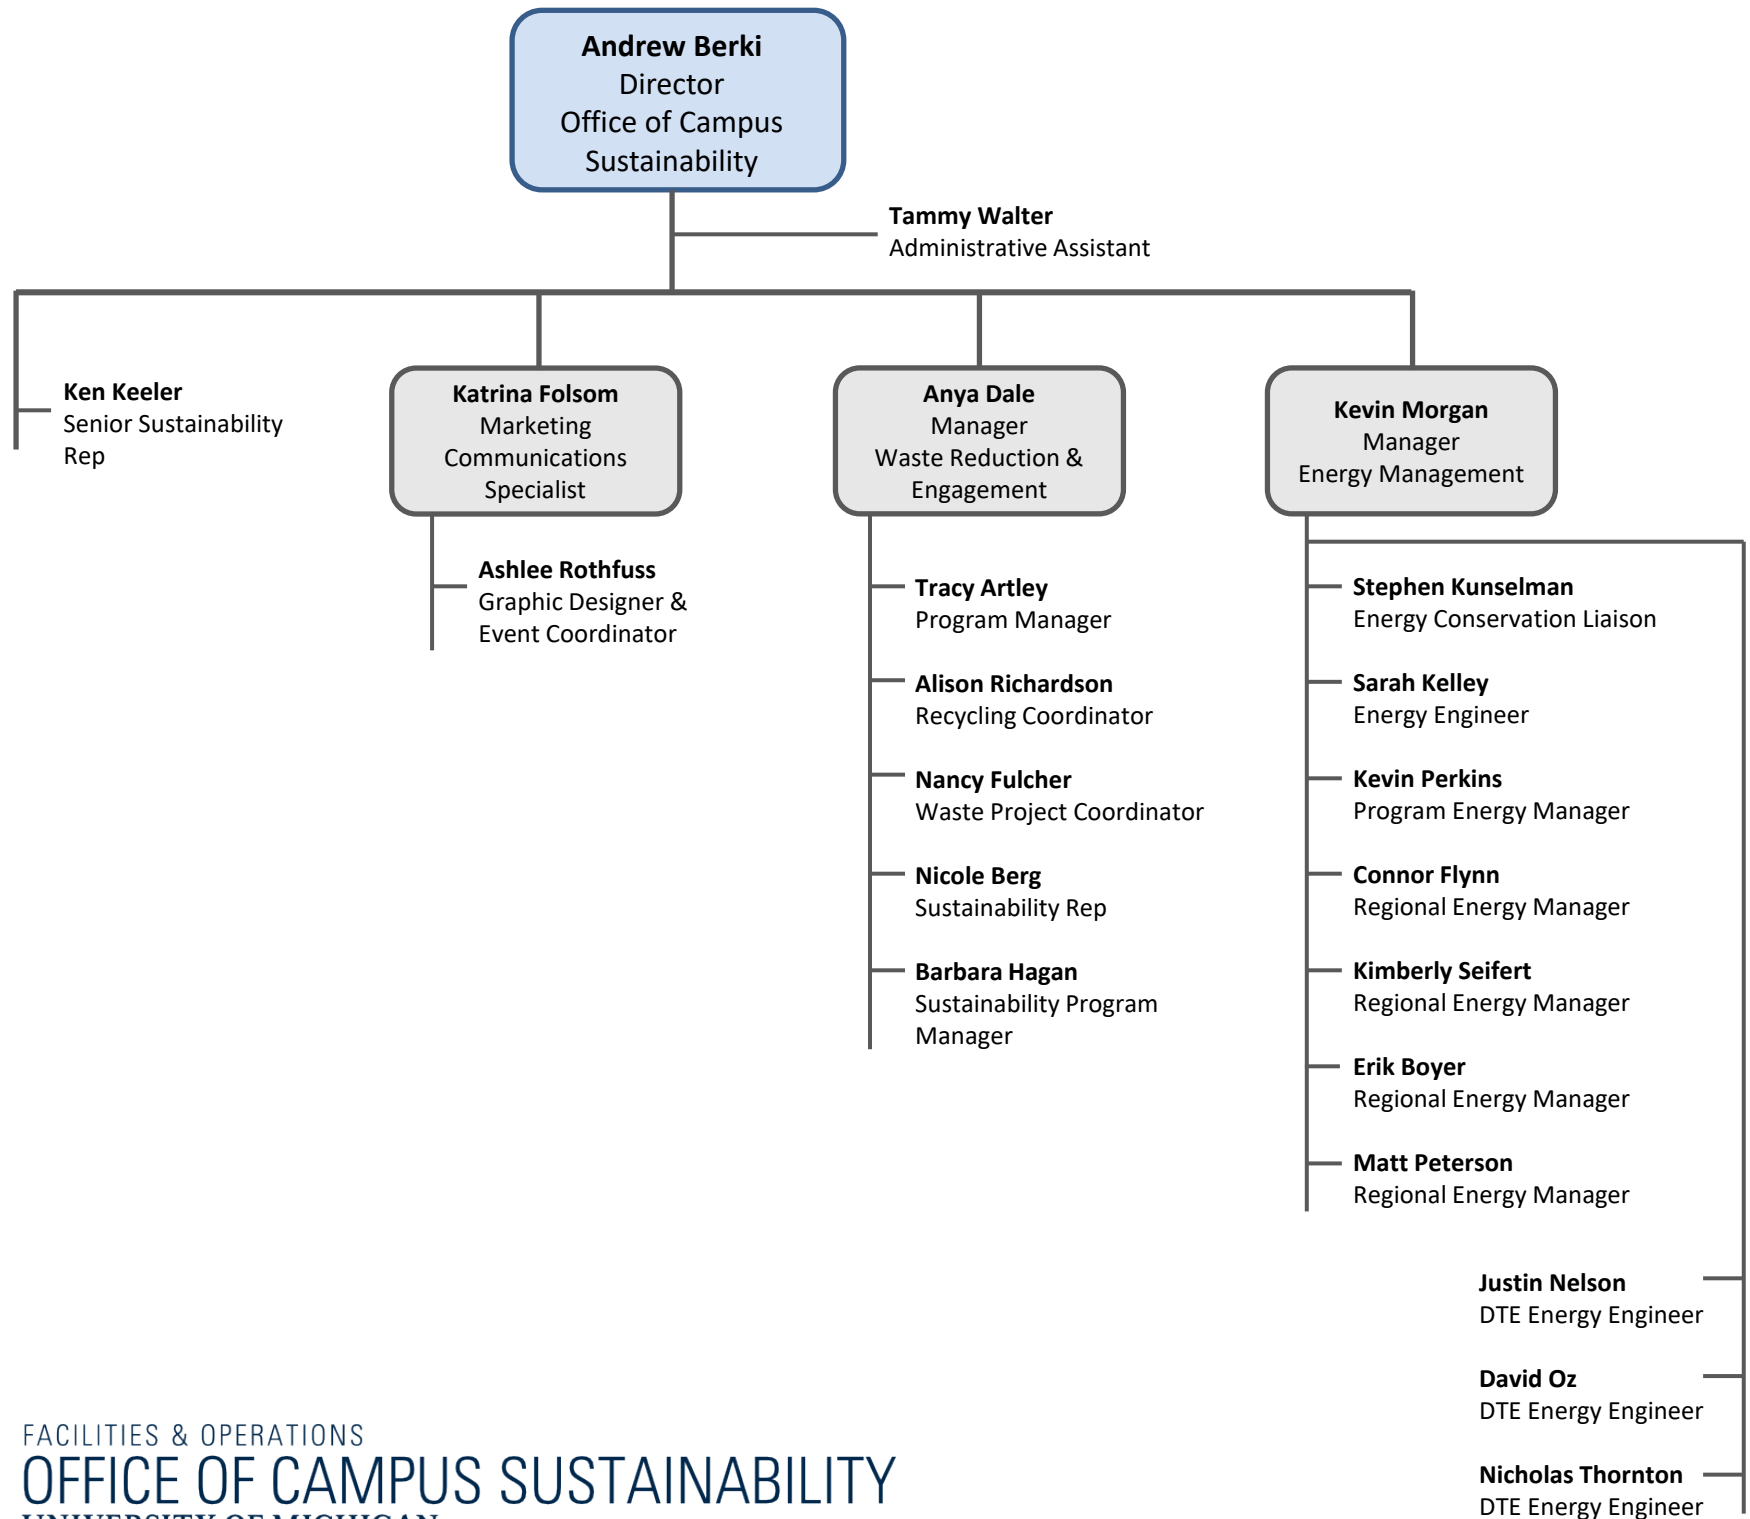 Andrew Berki
Director
Office of Campus
Sustainability
Tammy Walter
Administrative Assistant
Ken Keeler
Senior Sustainability
Rep
Katrina Folsom
Marketing
Communications
Specialist
Ashlee Rothfuss
Graphic Designer &
Event Coordinator
Anya Dale
Manager
Waste Reduction &
Engagement
Tracy Artley
Program Manager
Alison Richardson
Recycling Coordinator
Nancy Fulcher
Waste Project Coordinator
Nicole Berg
Sustainability Rep
Barbara Hagan
Sustainability Program
Manager
Kevin Morgan
Manager
Energy Management
Stephen Kunselman
Energy Conservation Liaison
Sarah Kelley
Energy Engineer
Kevin Perkins
Program Energy Manager
Connor Flynn
Regional Energy Manager
Kimberly Seifert
Regional Energy Manager
Erik Boyer
Regional Energy Manager
Matt Peterson
Regional Energy Manager
Justin Nelson
DTE Energy Engineer
David Oz
DTE Energy Engineer
Nicholas Thornton
DTE Energy Engineer
FACILITIES & OPERATIONS
OFFICE OF CAMPUS SUSTAINABILITY
UNIVERSITY OF MICHIGAN